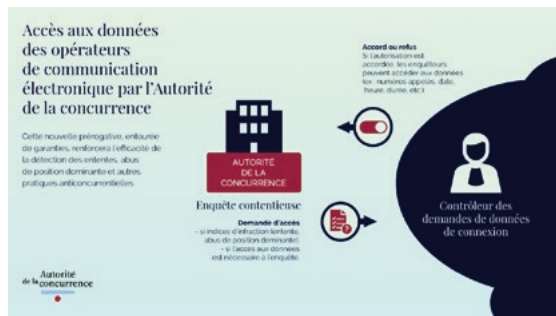 Accès aux données
des opérateurs
de communication
électronique par l'Autorité
de la concurrence
Cette nouvelle prérogative, entourée
de garanties, renforcera l'efficacité de
la détection des ententes, abus
de position dominante et autres
pratiques anticoncurrentielles.
AUTORITÉ
DE LA
CONCURRENCE
Enquête contentieuse
Demande d'accès
- si indices d'infraction (entente,
abus de position dominante),
- si l'accès aux données
est nécessaire à l'enquête.
Accord ou refus
Si l'autorisation est
accordée, les enquêteurs
peuvent accéder aux données
(ex : numéros appelés, date,
heure, durée, etc.)
Contrôleur des
demandes de données
de connexion
Autorité
de la concurrence